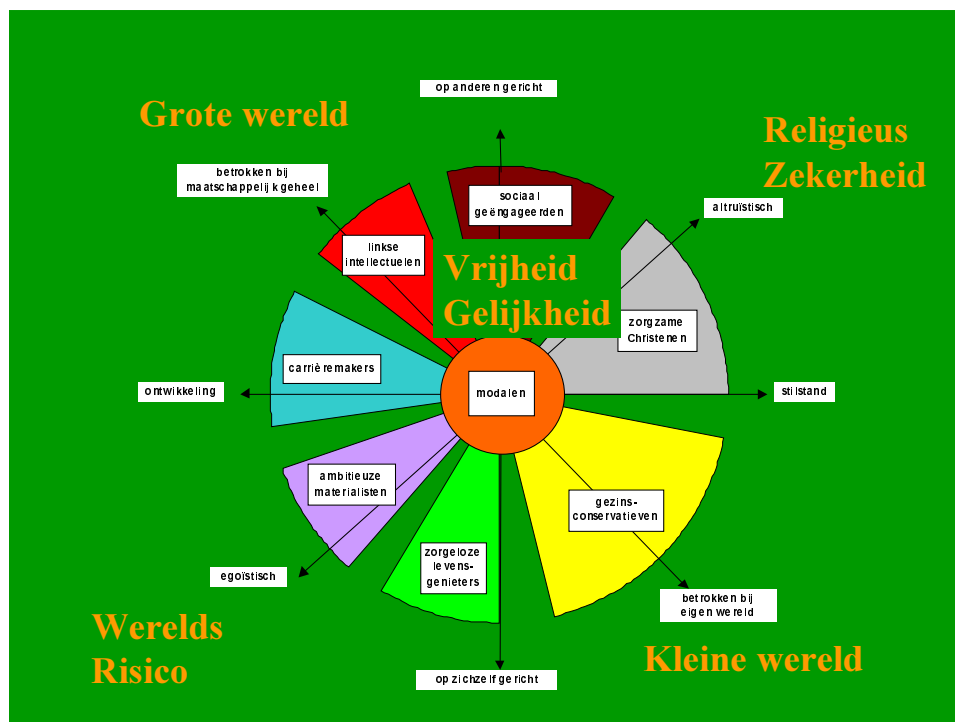 op anderen gericht
Grote wereld
Religieus
Zekerheid
betrokken bij
maatschappelijk geheel
sociaal
geëngageerden
altruïstisch
linkse
intellectuelen
Vrijheid
Gelijkheid
zorgzame
Christenen
carrièremakers
ontwikkeling
modalen
stilstand
ambitieuze
materialisten
gezins-
conservatieven
zorgeloze
levens-
genieters
egoïstisch
betrokken bij
eigen wereld
Werelds
Risico
Kleine wereld
op zichzelf gericht